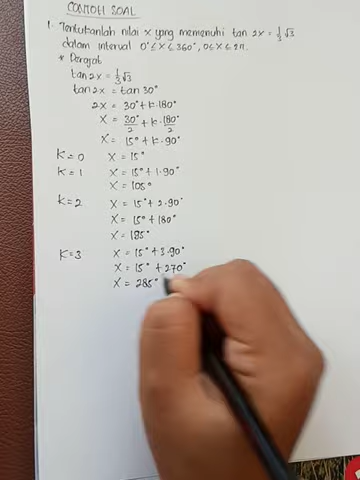 CONTOH SOAL
1. Tentukanlah nilai x yang memenuhi tan 2x = 1/3 √3
dalam interval 0° ≤ x ≤ 360°, 0 ≤ x ≤ 2π.
* Derajat
tan 2x = 1/3 √3
tan 2x = tan 30°
2x = 30° + k.180°
x = 30°/2 + k.180°/2
x = 15° + k.90°
k=0 x = 15°
k=1 x = 15° + 1.90°
x = 105°
k=2 x = 15° + 2.90°
x = 15° + 180°
x = 195°
k=3 x = 15° + 3.90°
x = 15° + 270°
x = 285°